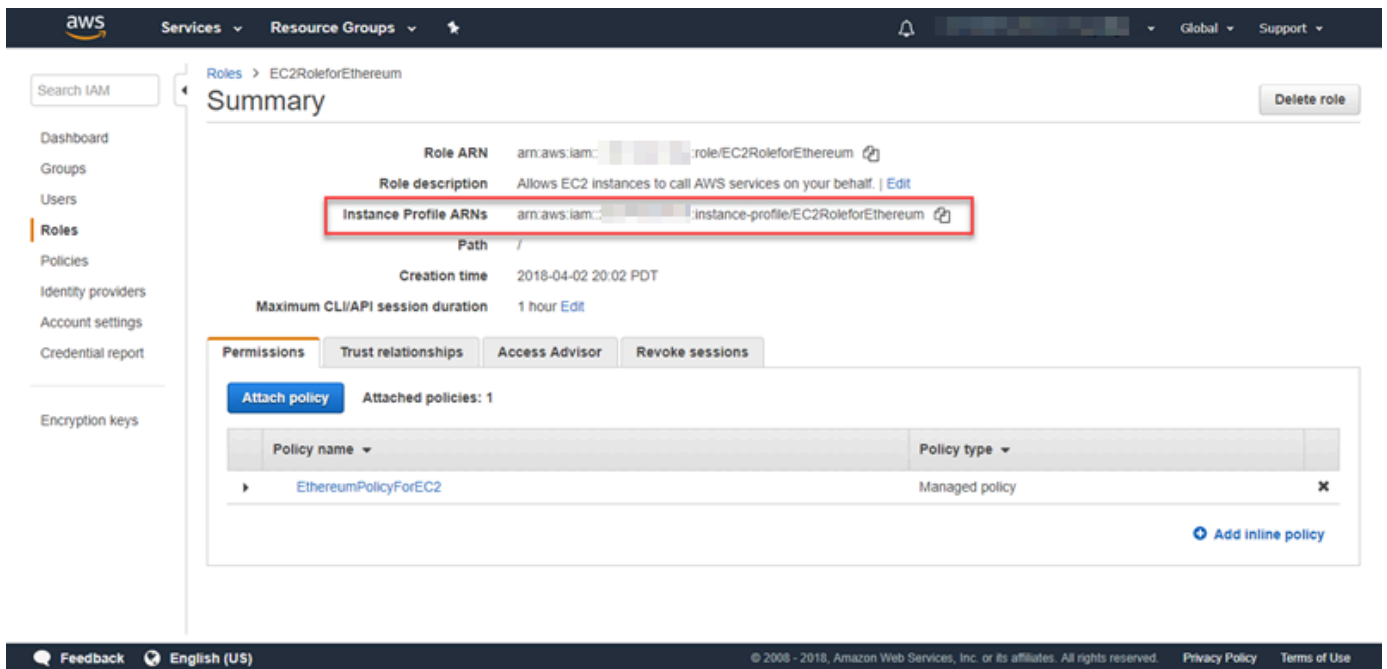 aws Services Resource Groups Global Support
Search IAM
Dashboard
Groups
Users
Roles
Policies
Identity providers
Account settings
Credential report
Encryption keys
Roles > EC2RoleforEthereum
Summary
Delete role
Role ARN arn:aws:iam:: :role/EC2RoleforEthereum
Role description Allows EC2 instances to call AWS services on your behalf. | Edit
Instance Profile ARNs arn:aws:iam:: :instance-profile/EC2RoleforEthereum
Path /
Creation time 2018-04-02 20:02 PDT
Maximum CLI/API session duration 1 hour Edit
Permissions Trust relationships Access Advisor Revoke sessions
Attach policy Attached policies: 1
Policy name Policy type
EthereumPolicyForEC2 Managed policy
Add inline policy
Feedback English (US) © 2008 - 2018, Amazon Web Services, Inc. or its affiliates. All rights reserved. Privacy Policy Terms of Use